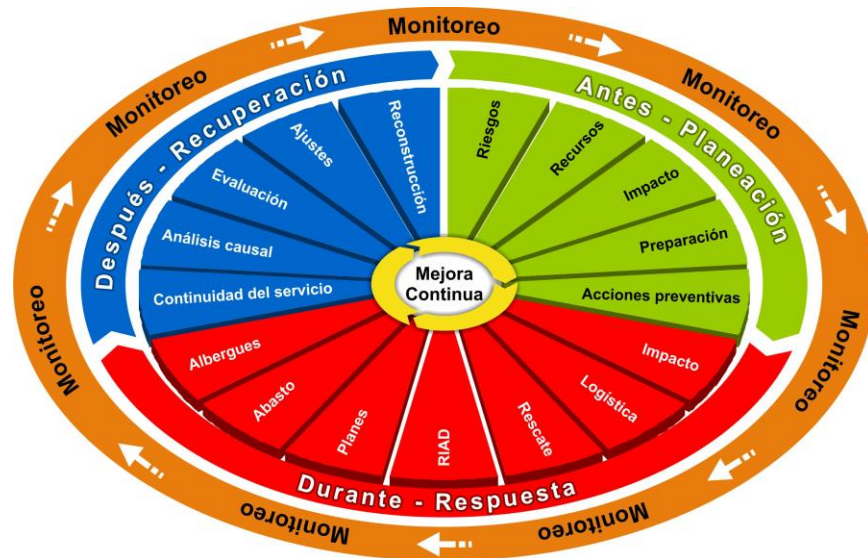 Monitoreo
Monitoreo
Monitoreo
Monitoreo
Monitoreo
Monitoreo
Monitoreo
Monitoreo
Antes - Planeación
Riesgos
Recursos
Impacto
Preparación
Acciones preventivas
Durante - Respuesta
Impacto
Logística
Rescate
RIAD
Planes
Abasto
Albergues
Después - Recuperación
Continuidad del servicio
Análisis causal
Evaluación
Ajustes
Reconstrucción
Mejora
Continua